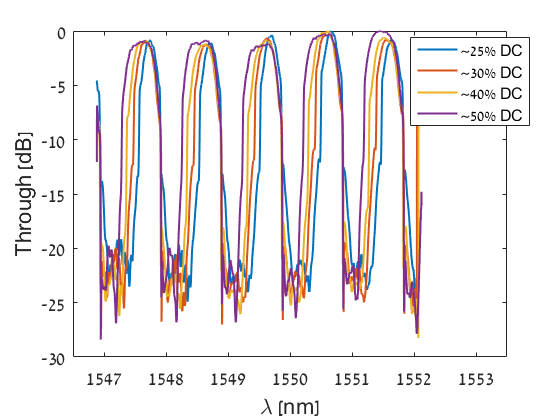 0
-5
-10
-15
-20
-25
-30
Through [dB]
1547 1548 1549 1550 1551 1552 1553
λ [nm]
~25% DC
~30% DC
~40% DC
~50% DC